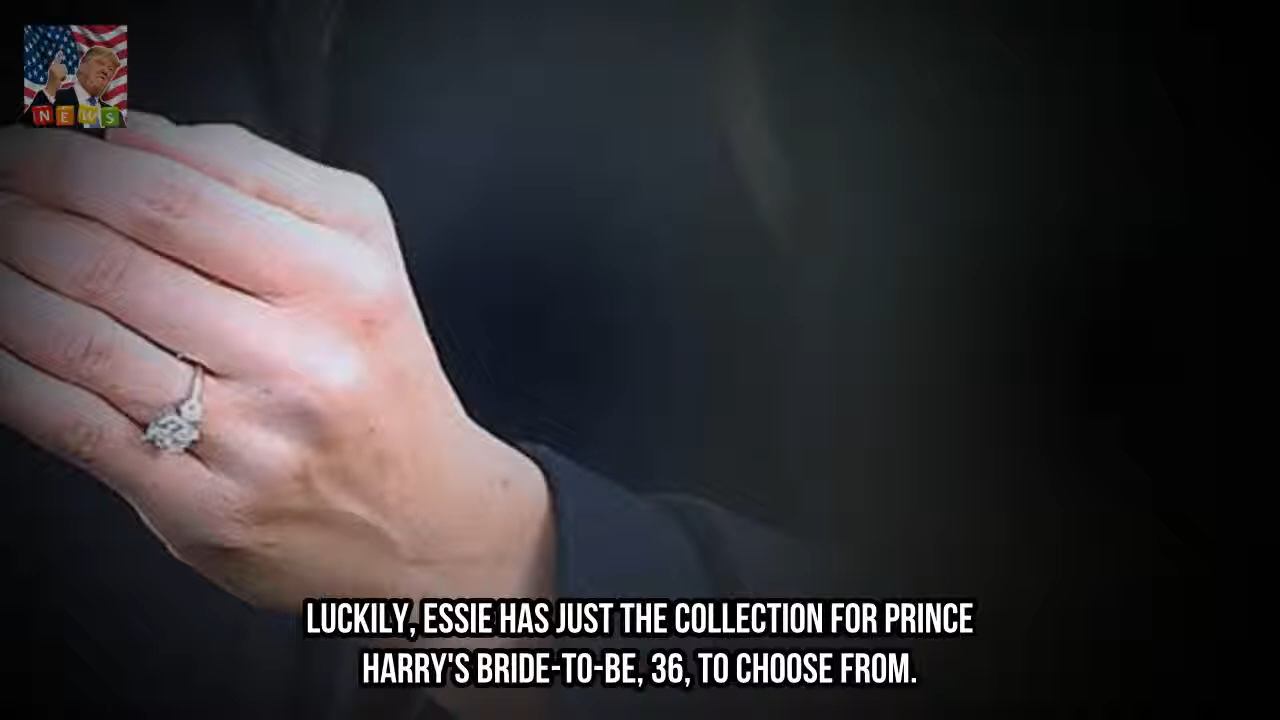 NEWS
LUCKILY, ESSIE HAS JUST THE COLLECTION FOR PRINCE
HARRY'S BRIDE-TO-BE, 36, TO CHOOSE FROM.